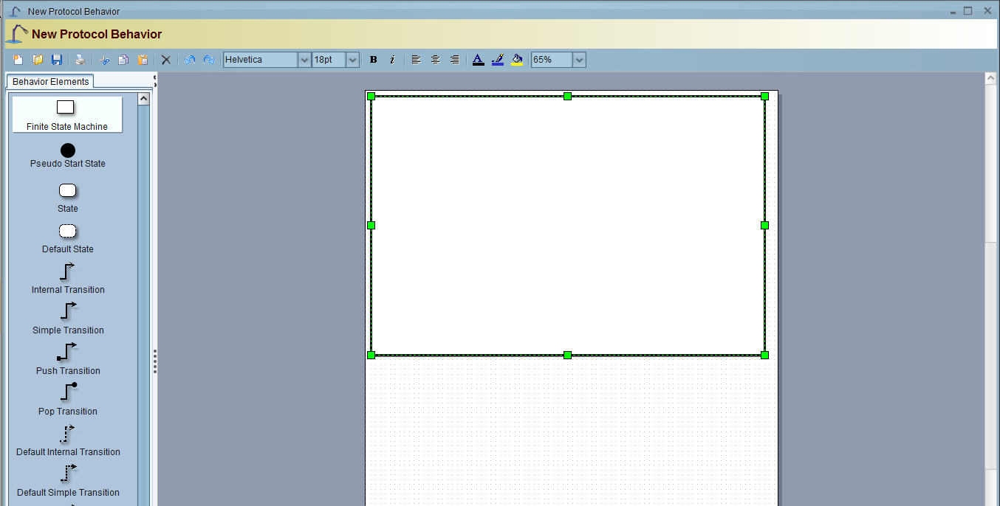 New Protocol Behavior
New Protocol Behavior
Helvetica 18pt B i A 65%
Behavior Elements
Finite State Machine
Pseudo Start State
State
Default State
Internal Transition
Simple Transition
Push Transition
Pop Transition
Default Internal Transition
Default Simple Transition